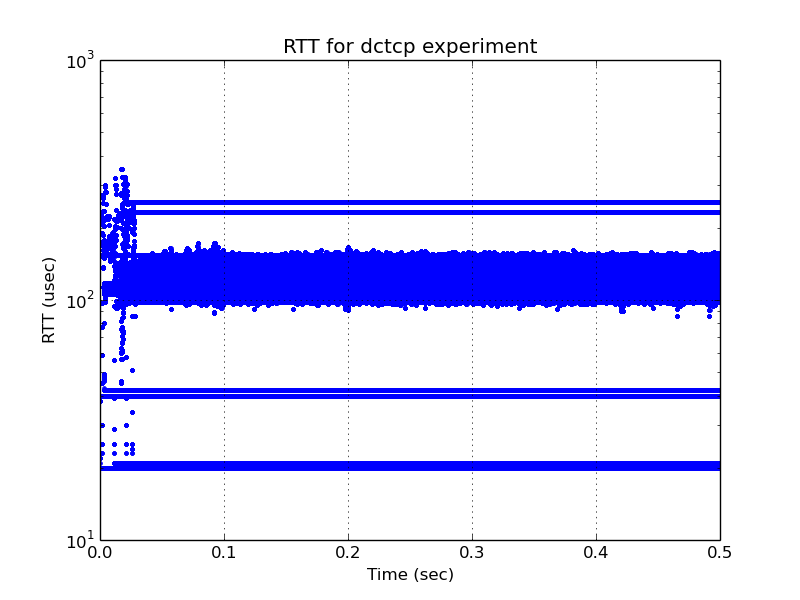 RTT for dctcp experiment
10^3
10^2
10^1
RTT (usec)
0.0 0.1 0.2 0.3 0.4 0.5
Time (sec)